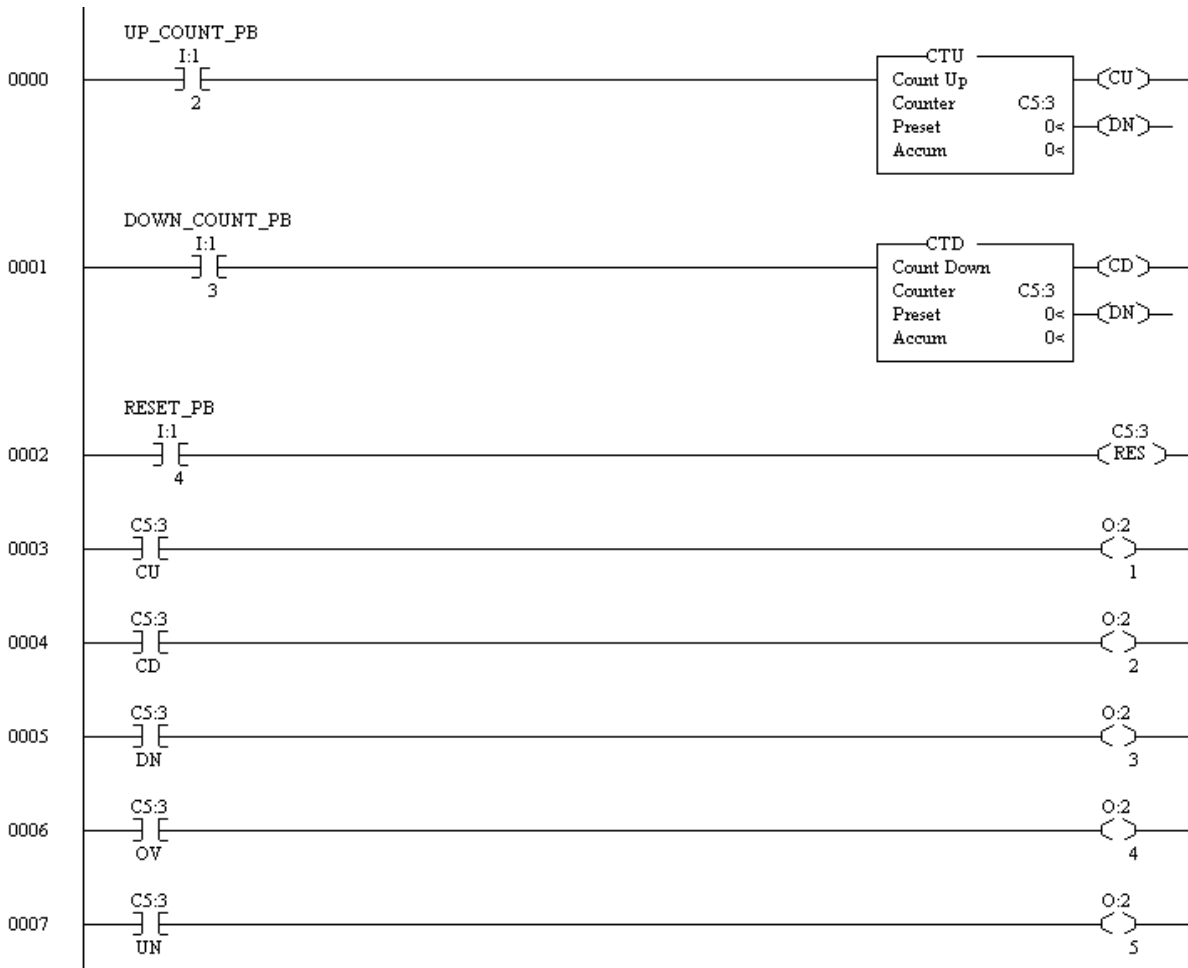 UP_COUNT_PB
I:1
CTU
0000
Count Up
CU
2
Counter C5:3
Preset 0<
DN
Accum 0<
DOWN_COUNT_PB
I:1
CTD
0001
Count Down
CD
3
Counter C5:3
Preset 0<
DN
Accum 0<
RESET_PB
I:1
C5:3
0002
RES
4
C5:3
O:2
0003
CU
1
C5:3
O:2
0004
CD
2
C5:3
O:2
0005
DN
3
C5:3
O:2
0006
OV
4
C5:3
O:2
0007
UN
5